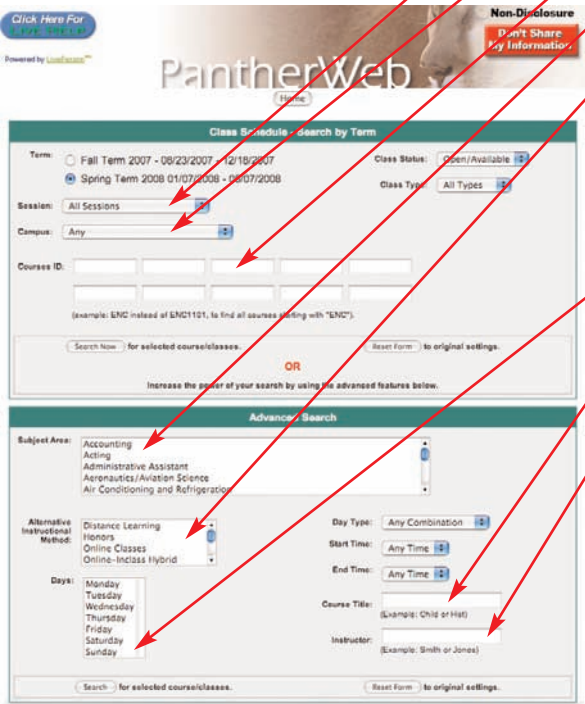 Click Here For
Non-Disclosure
Don't Share
My Information
Powered by
PantherWeb
Home
Class Schedule - Search by Term
Term: Fall Term 2007 - 08/23/2007 - 12/18/2007
Class Status: Open/Available
Spring Term 2008 01/07/2008 - 05/07/2008
Class Type: All Types
Session: All Sessions
Campus: Any
Courses ID:
(example: ENC instead of ENC1101, to find all courses starting with "ENC").
Search Now for selected course/classes.
Reset Form to original settings.
OR
Increase the power of your search by using the advanced features below.
Advanced Search
Subject Area: Accounting
Acting
Administrative Assistant
Aeronautics/Aviation Science
Air Conditioning and Refrigeration
Alternative Instructional Method: Distance Learning
Honors
Online Classes
Online-Inclass Hybrid
Day Type: Any Combination
Start Time: Any Time
End Time: Any Time
Days: Monday
Tuesday
Wednesday
Thursday
Friday
Saturday
Sunday
Course Title:
(Example: Child or Hist)
Instructor:
(Example: Smith or Jones)
Search for selected course/classes.
Reset Form to original settings.